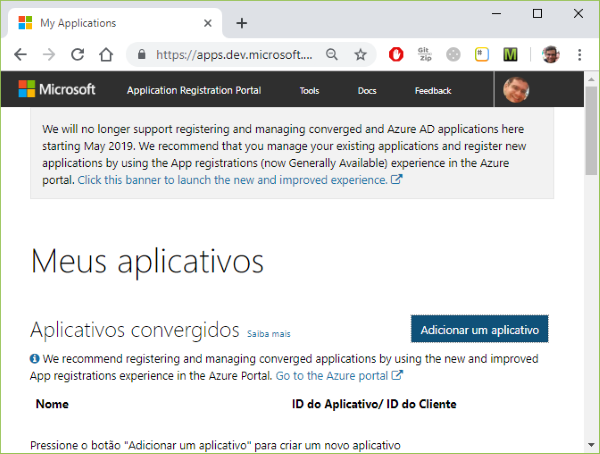 My Applications
https://apps.dev.microsoft....
Git
Zip
M
Microsoft
Application Registration Portal
Tools
Docs
Feedback
We will no longer support registering and managing converged and Azure AD applications here
starting May 2019. We recommend that you manage your existing applications and register new
applications by using the App registrations (now Generally Available) experience in the Azure
portal. Click this banner to launch the new and improved experience.
Meus aplicativos
Aplicativos convergidos Saiba mais
Adicionar um aplicativo
We recommend registering and managing converged applications by using the new and improved
App registrations experience in the Azure Portal. Go to the Azure portal
Nome
ID do Aplicativo/ ID do Cliente
Pressione o botão "Adicionar um aplicativo" para criar um novo aplicativo